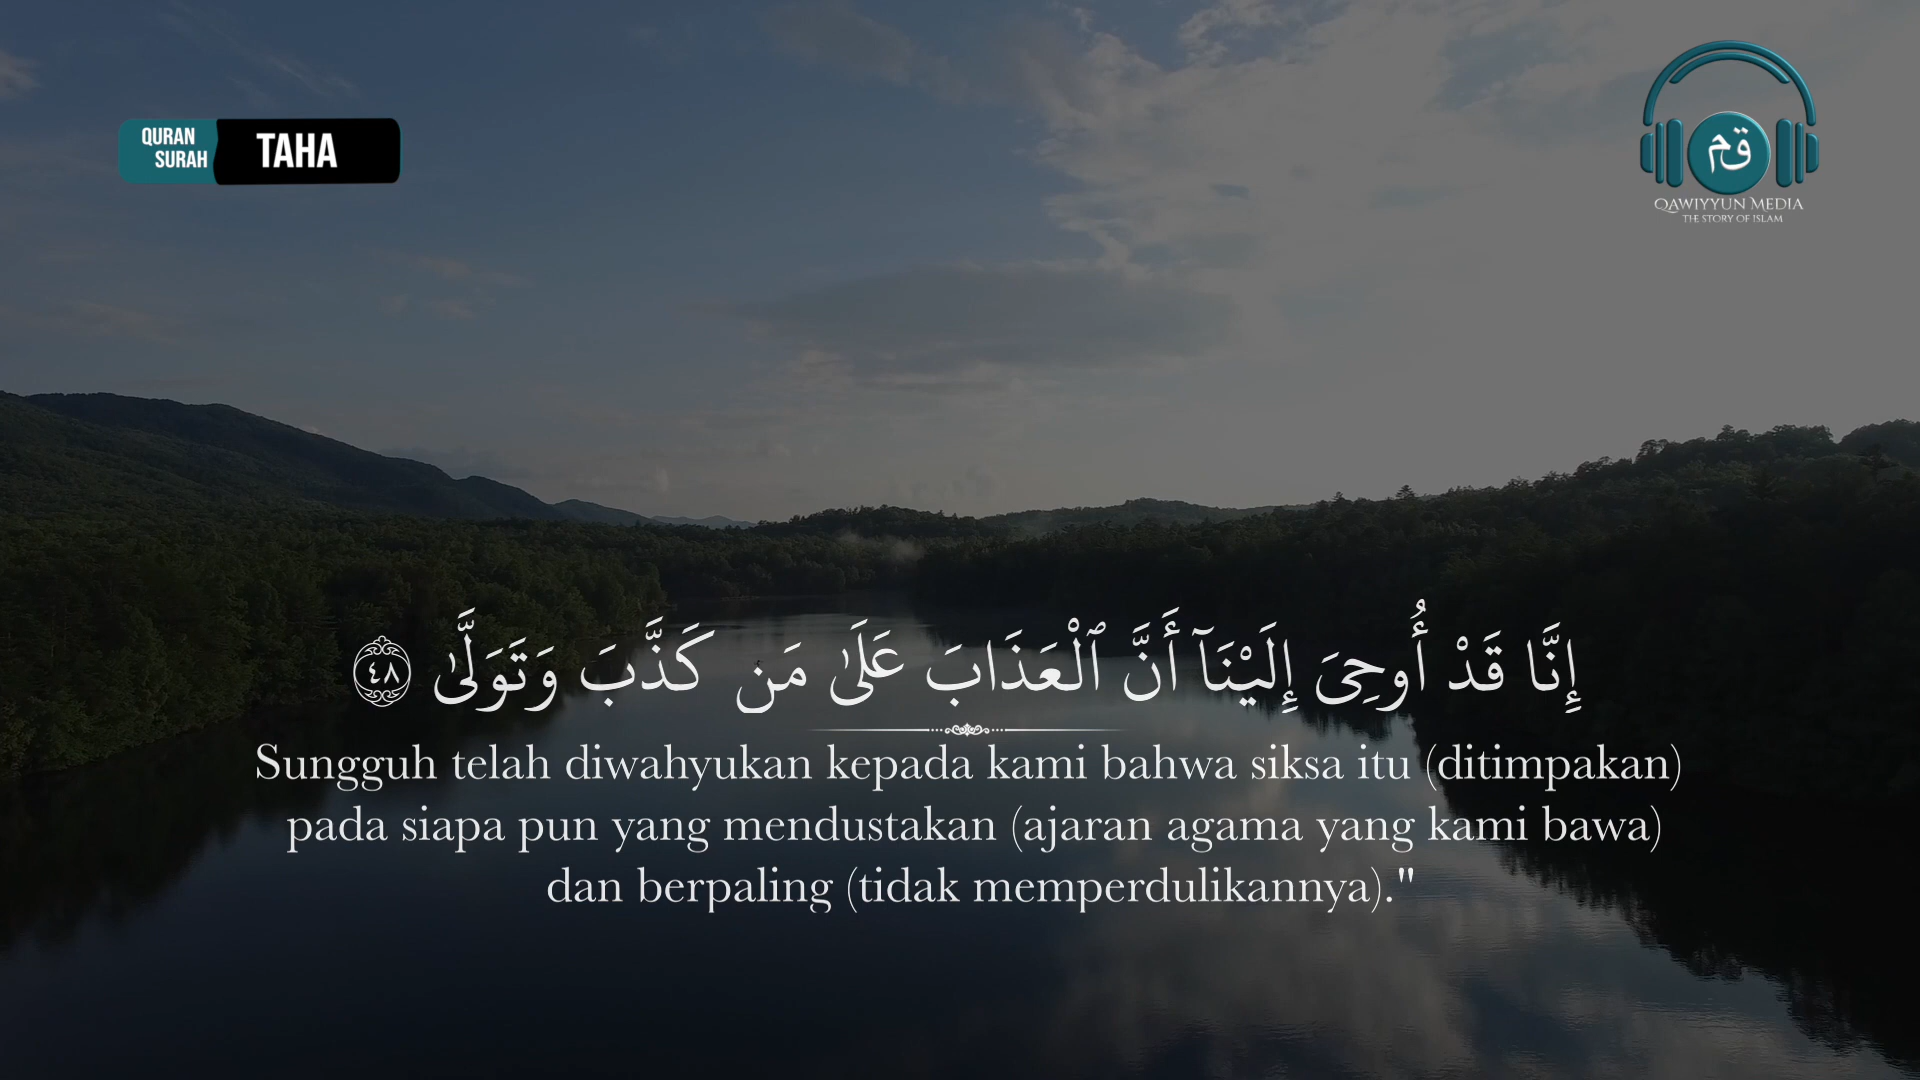 QURAN
SURAH
TAHA
قم
QAWIYYUN MEDIA
THE STORY OF ISLAM
إِنَّا قَدْ أُوحِىَ إِلَيْنَآ أَنَّ ٱلْعَذَابَ عَلَىٰ مَن كَذَّبَ وَتَوَلَّىٰ ٤٨
Sungguh telah diwahyukan kepada kami bahwa siksa itu (ditimpakan)
pada siapa pun yang mendustakan (ajaran agama yang kami bawa)
dan berpaling (tidak memperdulikannya)."